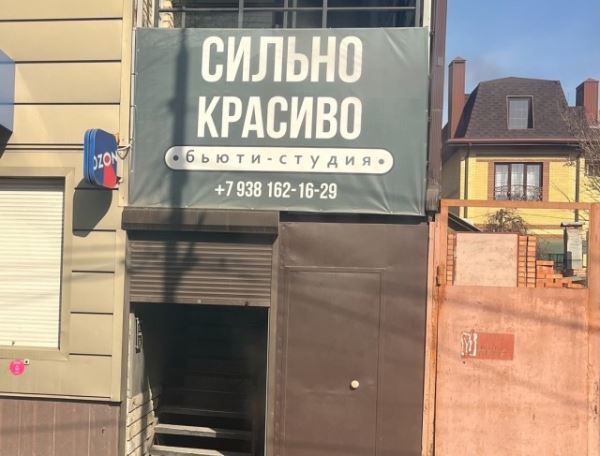 СИЛЬНО
КРАСИВО
• бьюти-студия •
+7 938 162-16-29
OZON